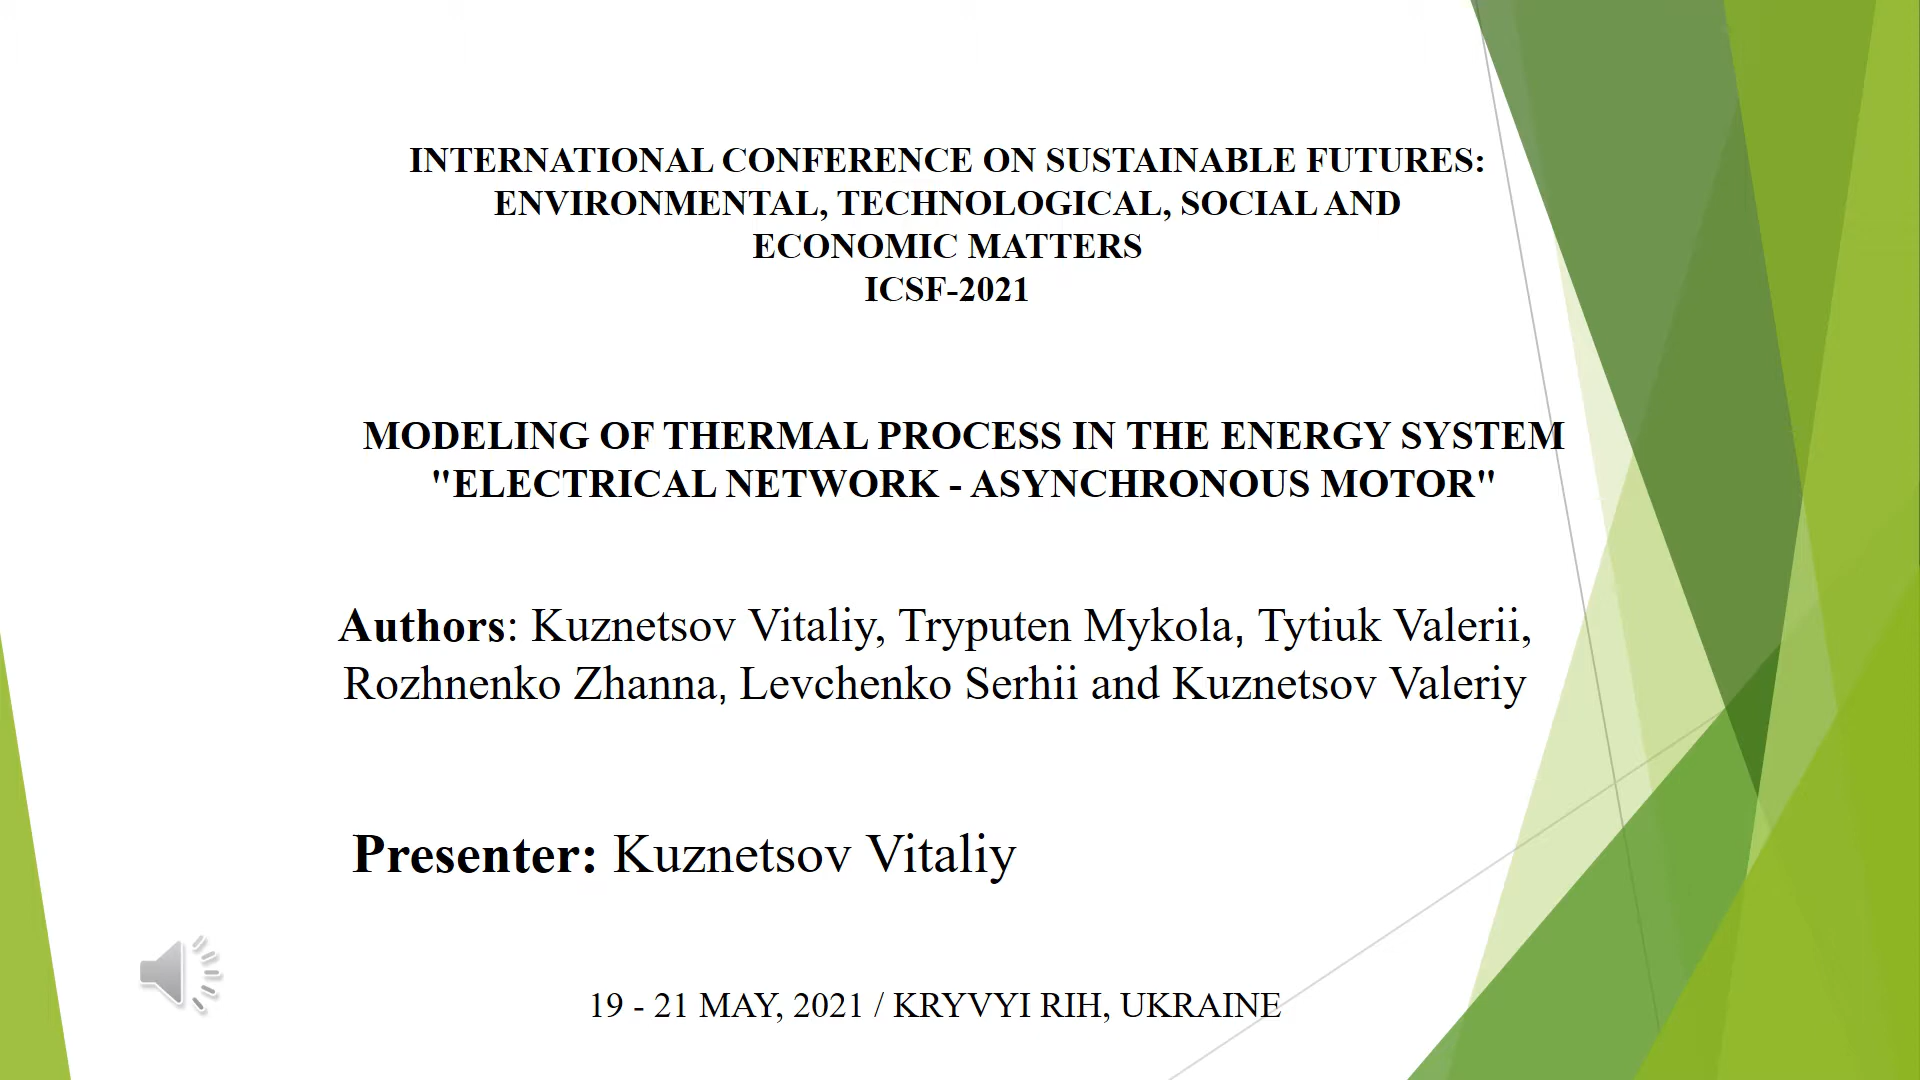 INTERNATIONAL CONFERENCE ON SUSTAINABLE FUTURES:
ENVIRONMENTAL, TECHNOLOGICAL, SOCIAL AND
ECONOMIC MATTERS
ICSF-2021
MODELING OF THERMAL PROCESS IN THE ENERGY SYSTEM
"ELECTRICAL NETWORK - ASYNCHRONOUS MOTOR"
Authors: Kuznetsov Vitaliy, Tryputen Mykola, Tytiuk Valerii,
Rozhnenko Zhanna, Levchenko Serhii and Kuznetsov Valeriy
Presenter: Kuznetsov Vitaliy
19 - 21 MAY, 2021 / KRYVYI RIH, UKRAINE